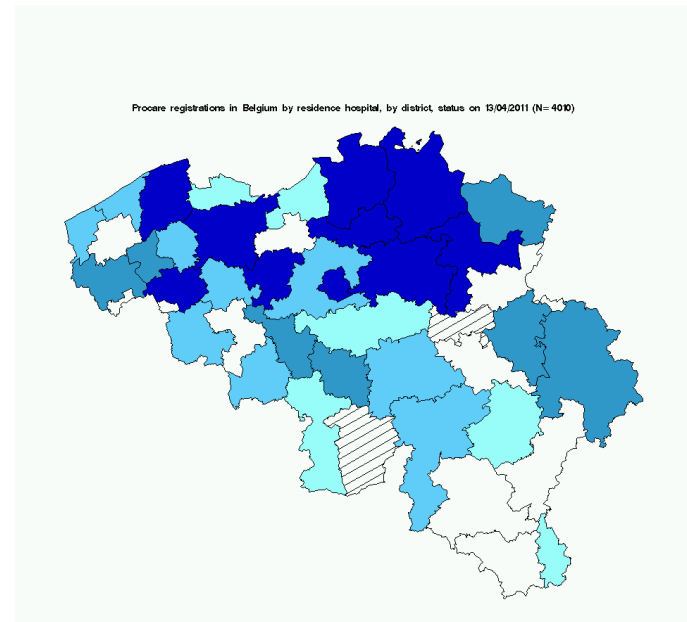 Procare registrations in Belgium by residence hospital, by district, status on 13/04/2011 (N= 4010)